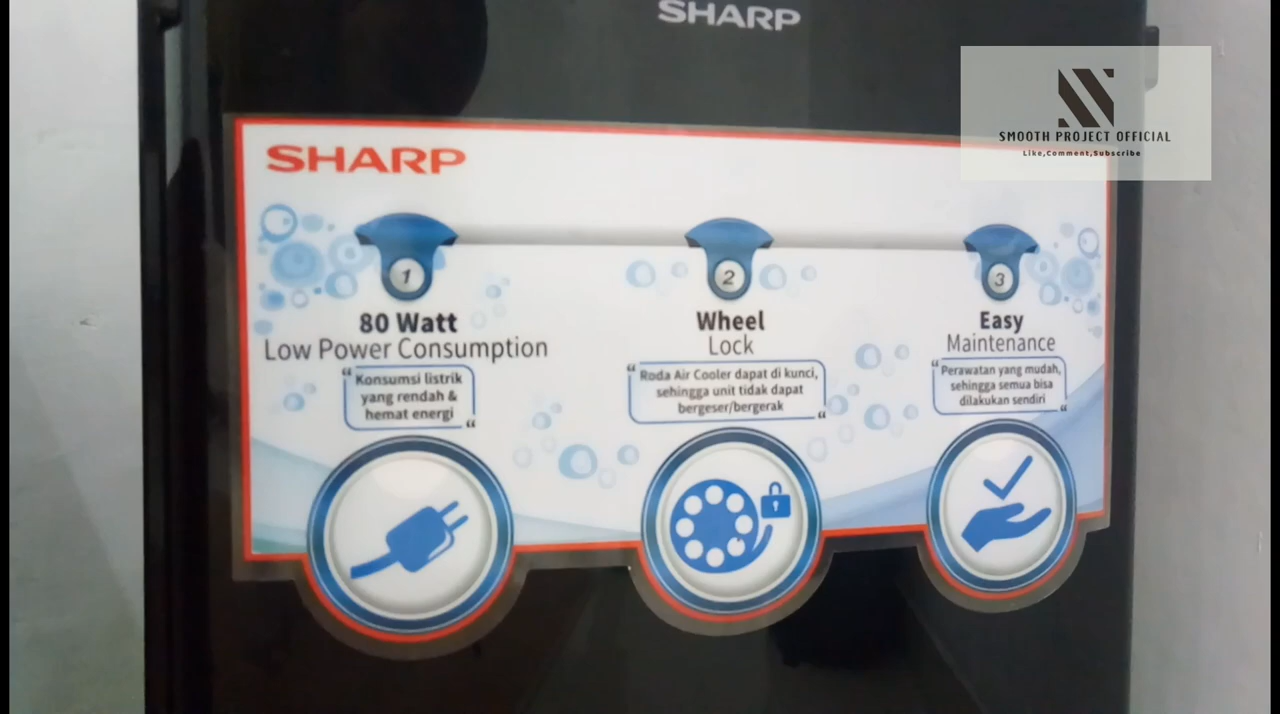 SHARP
SMOOTH PROJECT OFFICIAL
Like,Comment,Subscribe
SHARP
1
80 Watt
Low Power Consumption
“ Konsumsi listrik
yang rendah &
hemat energi “
2
Wheel
Lock
“ Roda Air Cooler dapat di kunci,
sehingga unit tidak dapat
bergeser/bergerak “
3
Easy
Maintenance
“ Perawatan yang mudah,
sehingga semua bisa
dilakukan sendiri “